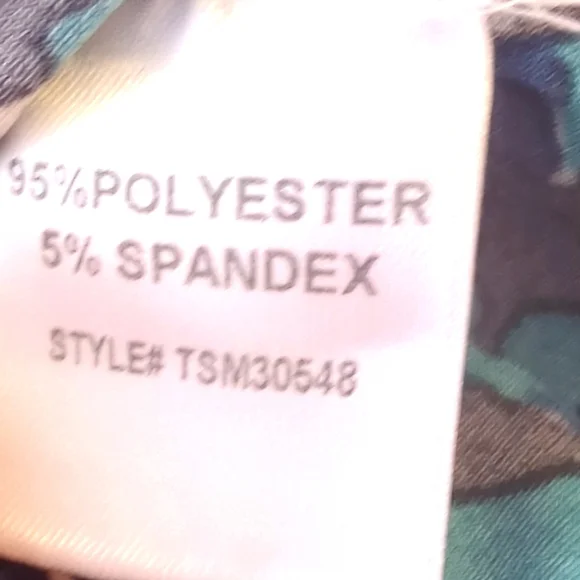 95%POLYESTER
5% SPANDEX
STYLE# TSM30548